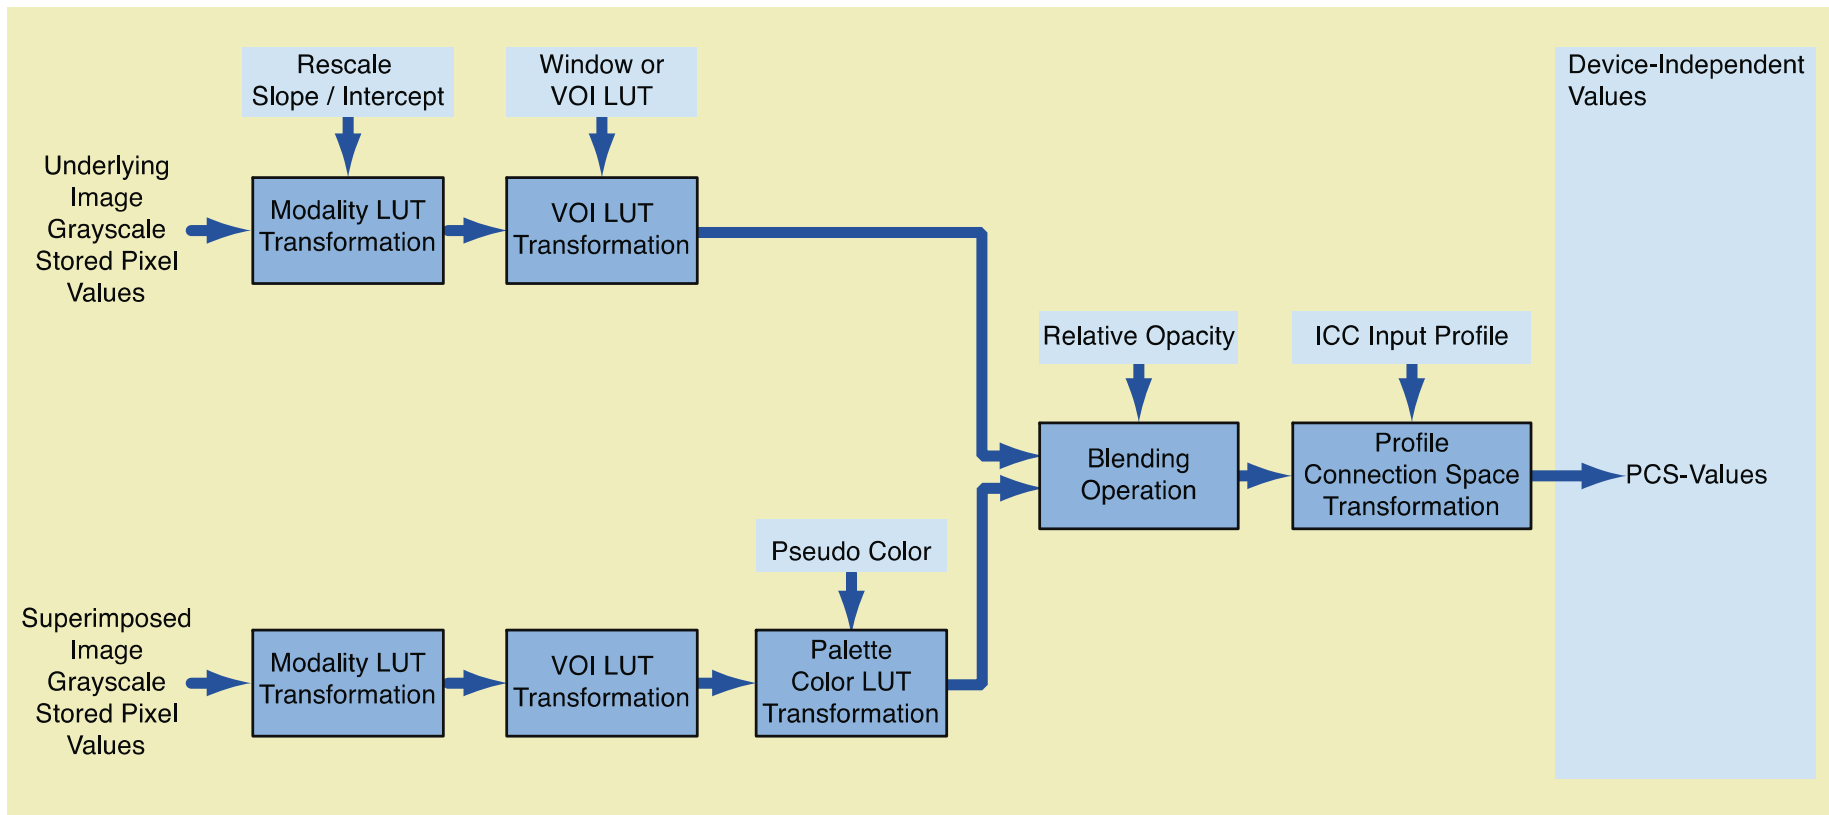 Rescale
Slope / Intercept
Window or
VOI LUT
Device-Independent
Values
Underlying
Image
Grayscale
Stored Pixel
Values
Modality LUT
Transformation
VOI LUT
Transformation
Relative Opacity
ICC Input Profile
Blending
Operation
Profile
Connection Space
Transformation
PCS-Values
Pseudo Color
Superimposed
Image
Grayscale
Stored Pixel
Values
Modality LUT
Transformation
VOI LUT
Transformation
Palette
Color LUT
Transformation